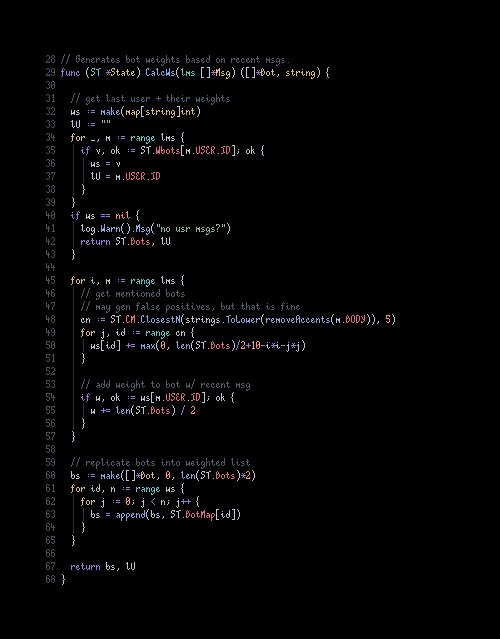 28 // Generates bot weights based on recent msgs.
29 func (ST *State) CalcWs(lms []*Msg) ([]*Bot, string) {
30
31 // get last user + their weights
32 ws := make(map[string]int)
33 lU := ""
34 for _, m := range lms {
35 if v, ok := ST.Wbots[m.USER.ID]; ok {
36 ws = v
37 lU = m.USER.ID
38 }
39 }
40 if ws == nil {
41 log.Warn().Msg("no usr msgs?")
42 return ST.Bots, lU
43 }
44
45 for i, m := range lms {
46 // get mentioned bots
47 // may gen false positives, but that is fine
48 cn := ST.CM.ClosestN(strings.ToLower(removeAccents(m.BODY)), 5)
49 for j, id := range cn {
50 ws[id] += max(0, len(ST.Bots)/2+10-i*i-j*j)
51 }
52
53 // add weight to bot w/ recent msg
54 if w, ok := ws[m.USER.ID]; ok {
55 w += len(ST.Bots) / 2
56 }
57 }
58
59 // replicate bots into weighted list
60 bs := make([]*Bot, 0, len(ST.Bots)*2)
61 for id, n := range ws {
62 for j := 0; j < n; j++ {
63 bs = append(bs, ST.BotMap[id])
64 }
65 }
66
67 return bs, lU
68 }